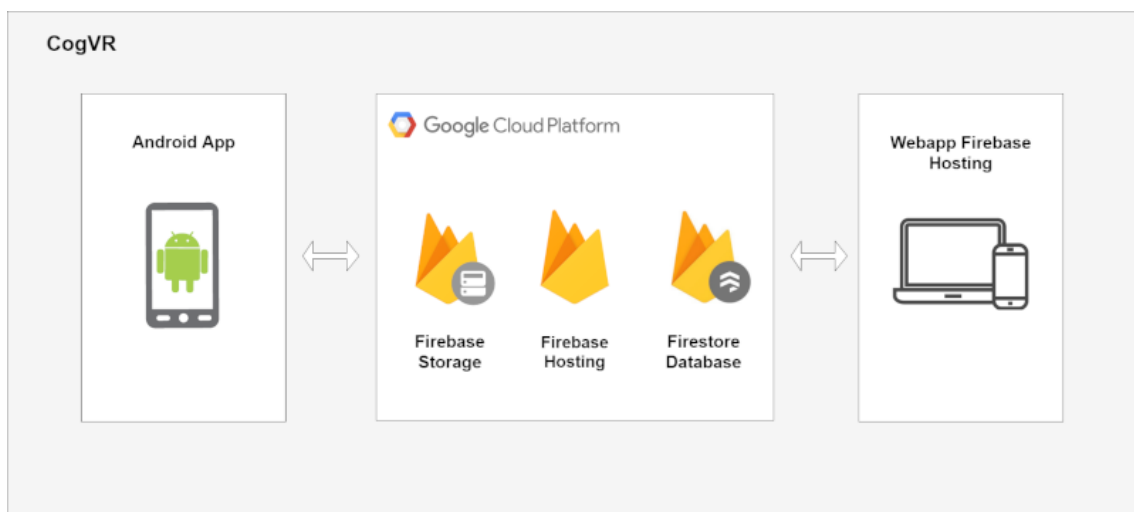 CogVR
Android App
Google Cloud Platform
Firebase
Storage
Firebase
Hosting
Firestore
Database
Webapp Firebase
Hosting